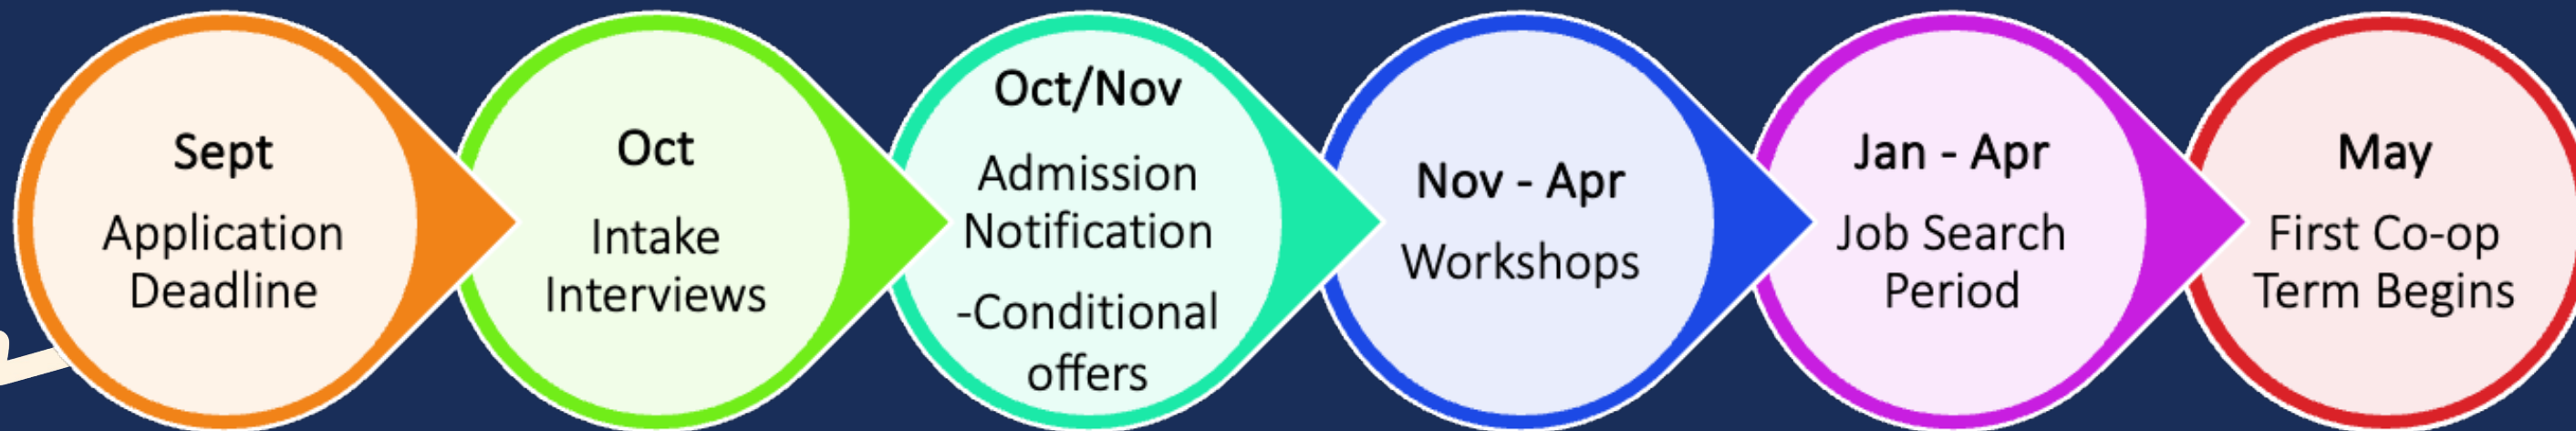 Sept
Application
Deadline
Oct
Intake
Interviews
Oct/Nov
Admission
Notification
-Conditional
offers
Nov - Apr
Workshops
Jan - Apr
Job Search
Period
May
First Co-op
Term Begins